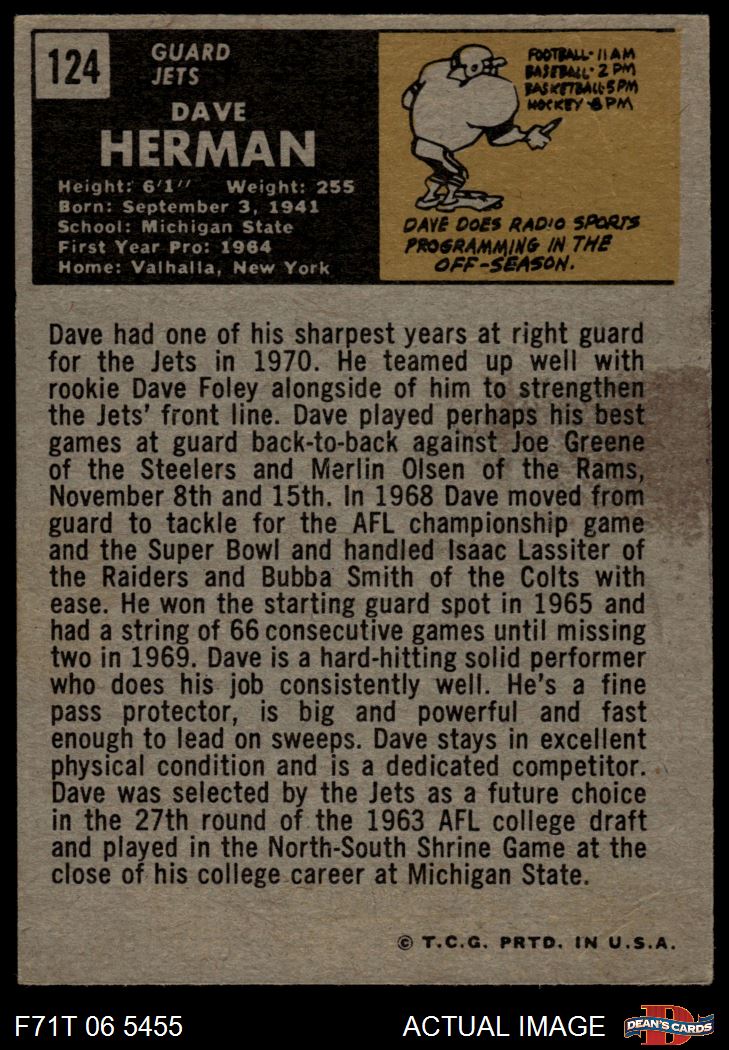 124
GUARD
JETS
DAVE
HERMAN
Height: 6'1" Weight: 255
Born: September 3, 1941
School: Michigan State
First Year Pro: 1964
Home: Valhalla, New York
FOOTBALL-11AM
BASEBALL-2PM
BASKETBALL-5PM
HOCKEY-8PM
DAVE DOES RADIO SPORTS
PROGRAMMING IN THE
OFF-SEASON.
Dave had one of his sharpest years at right guard
for the Jets in 1970. He teamed up well with
rookie Dave Foley alongside of him to strengthen
the Jets' front line. Dave played perhaps his best
games at guard back-to-back against Joe Greene
of the Steelers and Merlin Olsen of the Rams,
November 8th and 15th. In 1968 Dave moved from
guard to tackle for the AFL championship game
and the Super Bowl and handled Isaac Lassiter of
the Raiders and Bubba Smith of the Colts with
ease. He won the starting guard spot in 1965 and
had a string of 66 consecutive games until missing
two in 1969. Dave is a hard-hitting solid performer
who does his job consistently well. He's a fine
pass protector, is big and powerful and fast
enough to lead on sweeps. Dave stays in excellent
physical condition and is a dedicated competitor.
Dave was selected by the Jets as a future choice
in the 27th round of the 1963 AFL college draft
and played in the North-South Shrine Game at the
close of his college career at Michigan State.
© T.C.G. PRTD. IN U.S.A.
F71T 06 5455 ACTUAL IMAGE D DEAN'S CARDS